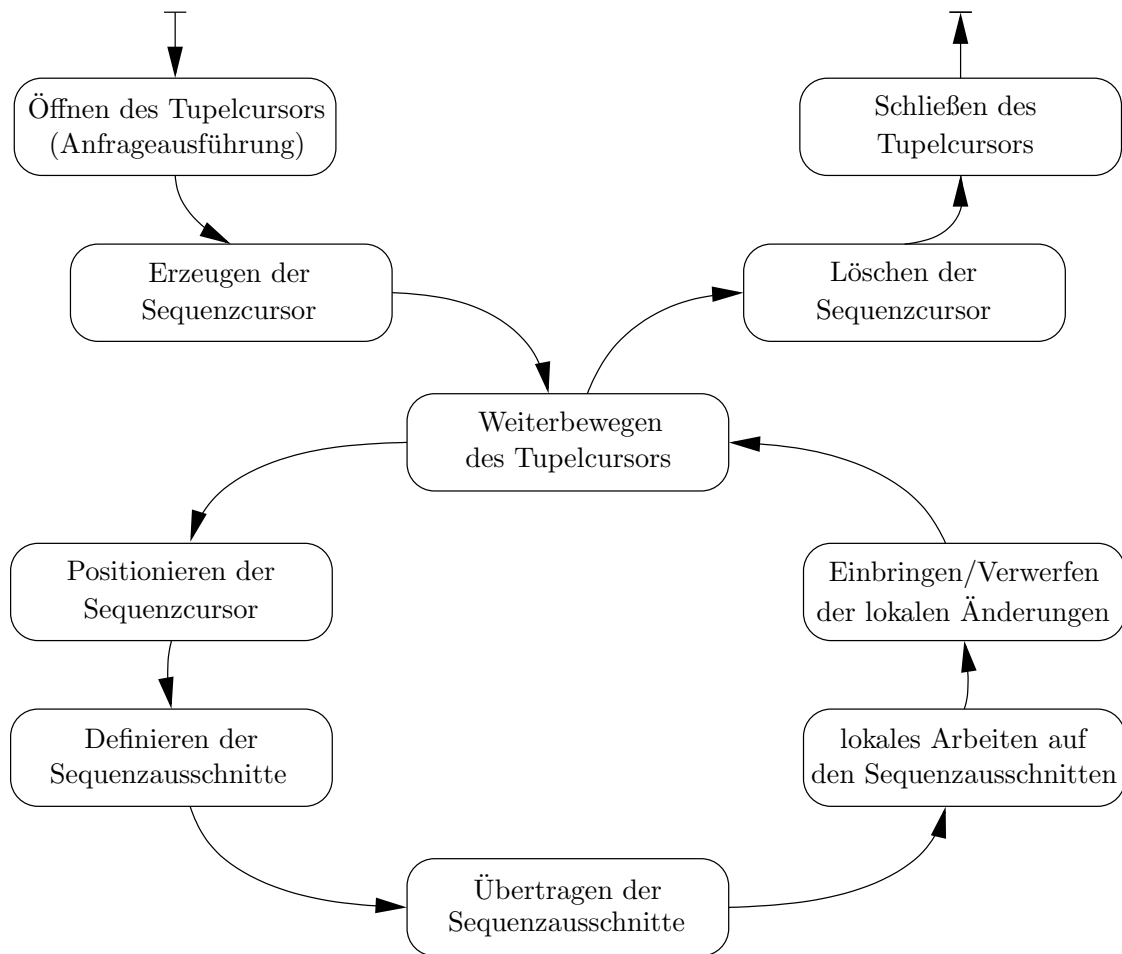 Öffnen des Tupelcursors
(Anfrageausführung)
Schließen des
Tupelcursors
Erzeugen der
Sequenzcursor
Löschen der
Sequenzcursor
Weiterbewegen
des Tupelcursors
Positionieren der
Sequenzcursor
Einbringen/Verwerfen
der lokalen Änderungen
Definieren der
Sequenzausschnitte
lokales Arbeiten auf
den Sequenzausschnitten
Übertragen der
Sequenzausschnitte